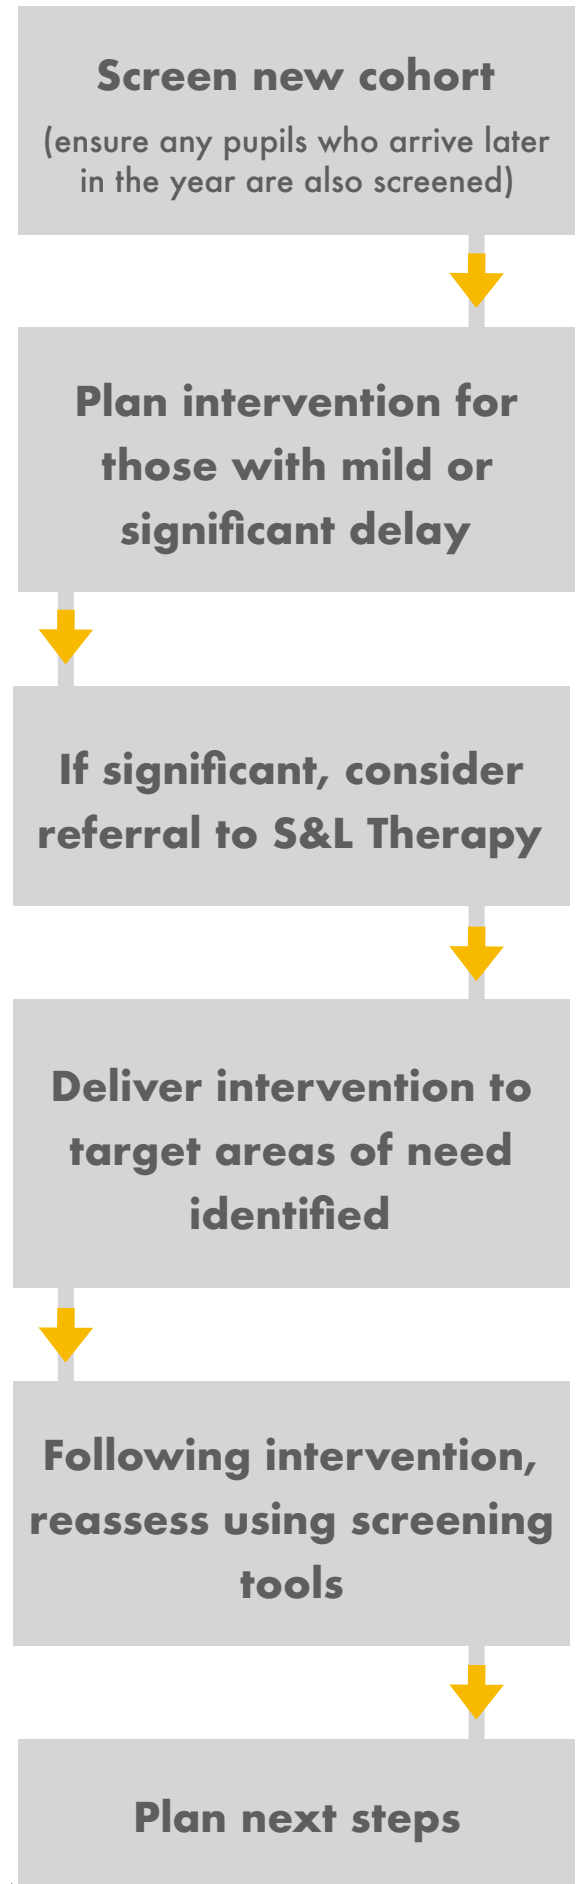 Screen new cohort
(ensure any pupils who arrive later
in the year are also screened)
Plan intervention for
those with mild or
significant delay
If significant, consider
referral to S&L Therapy
Deliver intervention to
target areas of need
identified
Following intervention,
reassess using screening
tools
Plan next steps